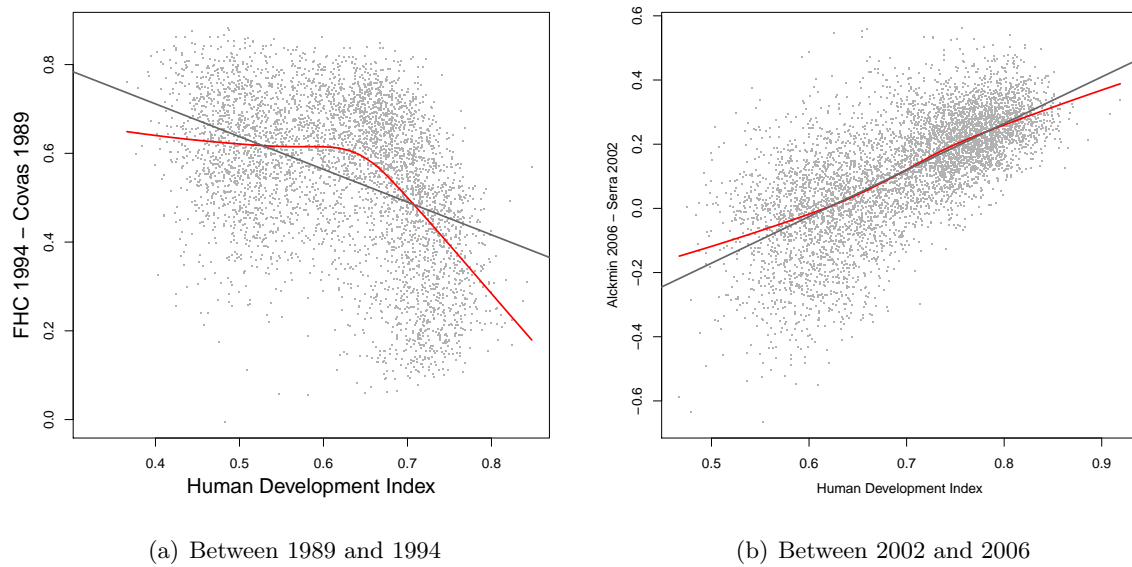 FHC 1994 – Covas 1989
0.8
0.6
0.4
0.2
0.0
0.4 0.5 0.6 0.7 0.8
Human Development Index
(a) Between 1989 and 1994
Alckmin 2006 – Serra 2002
0.6
0.4
0.2
0.0
−0.2
−0.4
−0.6
0.5 0.6 0.7 0.8 0.9
Human Development Index
(b) Between 2002 and 2006